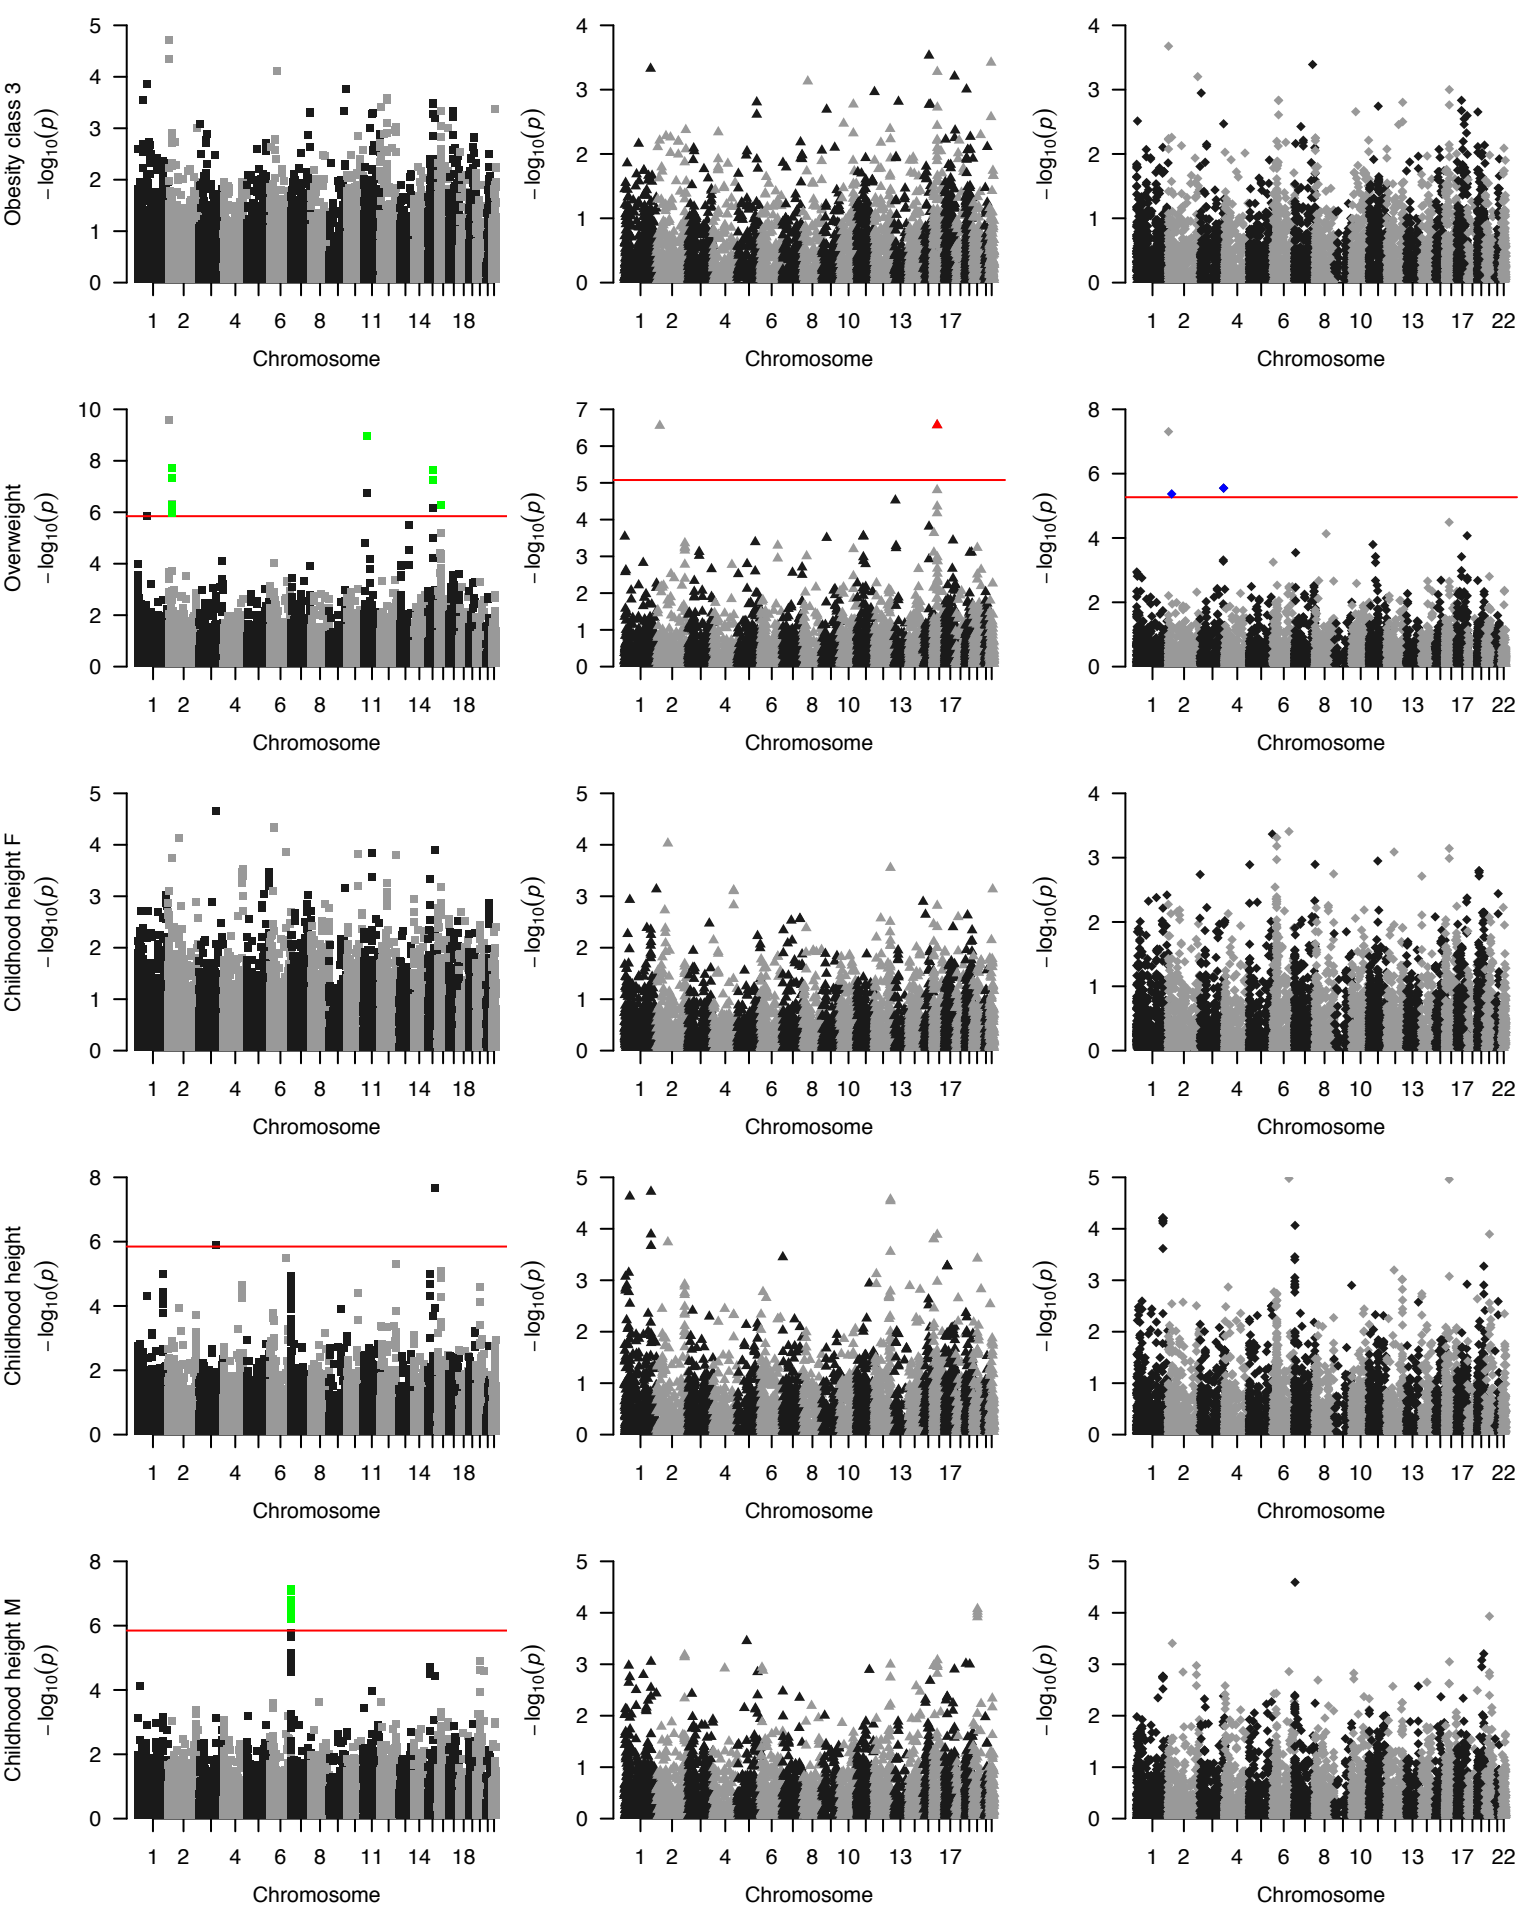 Obesity class 3
−log10(p)
5
4
3
2
1
0
1 2 4 6 8 11 14 18
Chromosome
−log10(p)
4
3
2
1
0
1 2 4 6 8 10 13 17
Chromosome
−log10(p)
4
3
2
1
0
1 2 4 6 8 10 13 17 22
Chromosome
Overweight
−log10(p)
10
8
6
4
2
0
1 2 4 6 8 11 14 18
Chromosome
−log10(p)
7
6
5
4
3
2
1
0
1 2 4 6 8 10 13 17
Chromosome
−log10(p)
8
6
4
2
0
1 2 4 6 8 10 13 17 22
Chromosome
Childhood height F
−log10(p)
5
4
3
2
1
0
1 2 4 6 8 11 14 18
Chromosome
−log10(p)
5
4
3
2
1
0
1 2 4 6 8 10 13 17
Chromosome
−log10(p)
4
3
2
1
0
1 2 4 6 8 10 13 17 22
Chromosome
Childhood height
−log10(p)
8
6
4
2
0
1 2 4 6 8 11 14 18
Chromosome
−log10(p)
5
4
3
2
1
0
1 2 4 6 8 10 13 17
Chromosome
−log10(p)
5
4
3
2
1
0
1 2 4 6 8 10 13 17 22
Chromosome
Childhood height M
−log10(p)
8
6
4
2
0
1 2 4 6 8 11 14 18
Chromosome
−log10(p)
5
4
3
2
1
0
1 2 4 6 8 10 13 17
Chromosome
−log10(p)
5
4
3
2
1
0
1 2 4 6 8 10 13 17 22
Chromosome